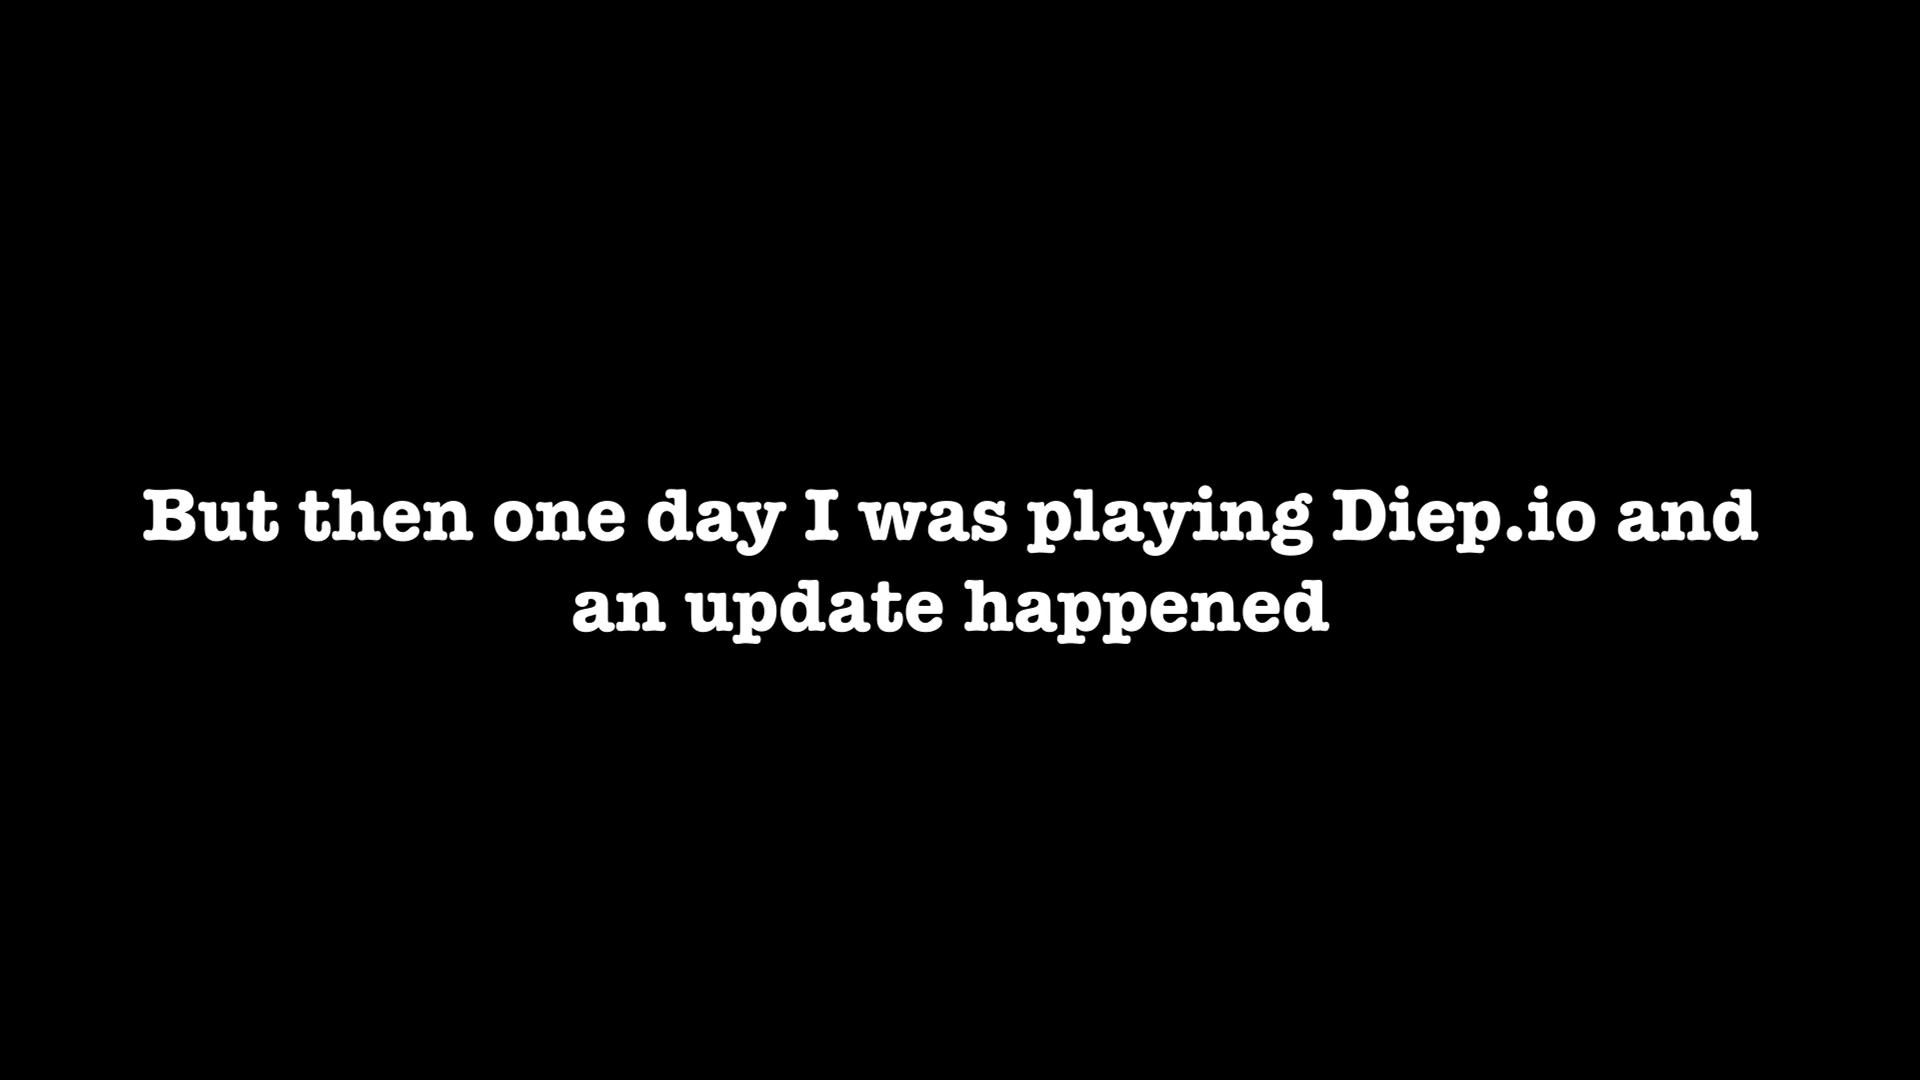 But then one day I was playing Diep.io and
an update happened